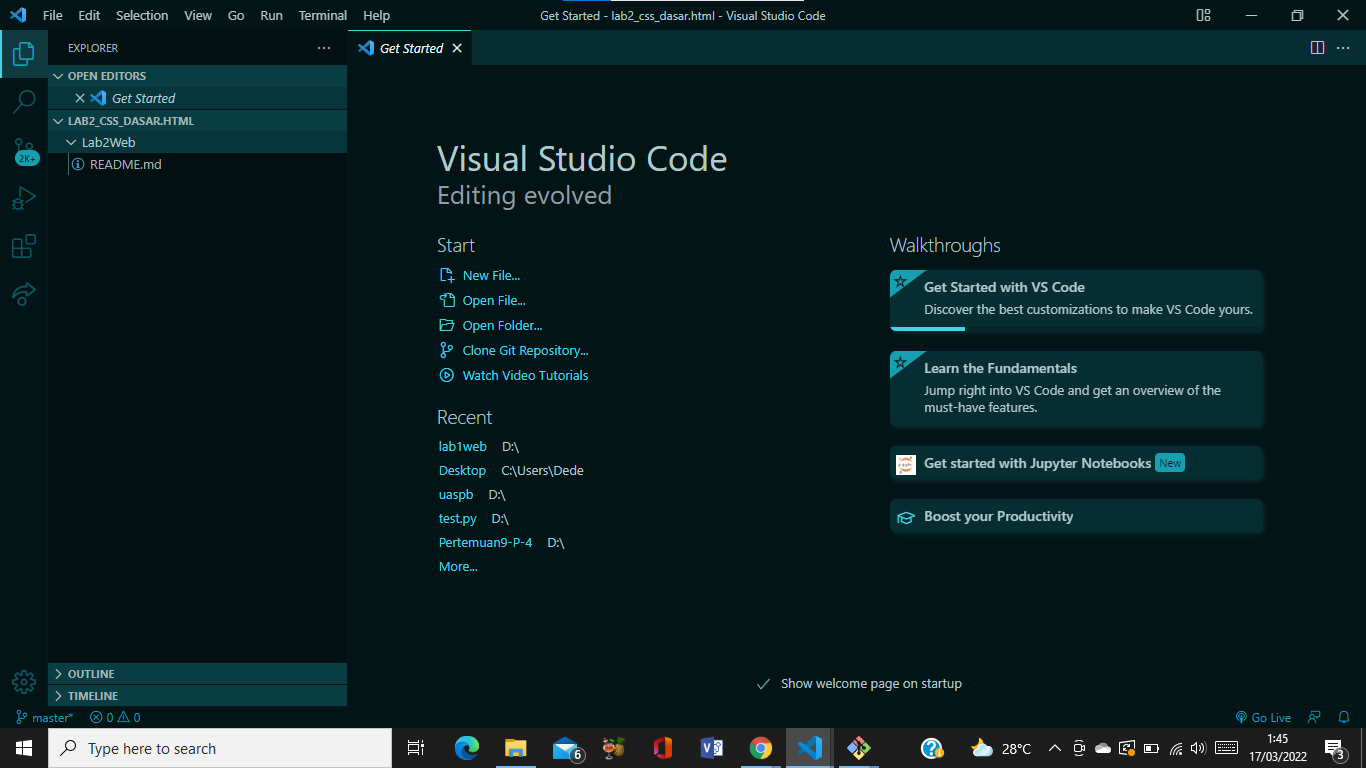 File Edit Selection View Go Run Terminal Help
Get Started - lab2_css_dasar.html - Visual Studio Code
EXPLORER
Get Started
OPEN EDITORS
Get Started
LAB2_CSS_DASAR.HTML
Lab2Web
README.md
2K+
Visual Studio Code
Editing evolved
Start
New File...
Open File...
Open Folder...
Clone Git Repository...
Watch Video Tutorials
Recent
lab1web D:\
Desktop C:\Users\Dede
uaspb D:\
test.py D:\
Pertemuan9-P-4 D:\
More...
Walkthroughs
Get Started with VS Code
Discover the best customizations to make VS Code yours.
Learn the Fundamentals
Jump right into VS Code and get an overview of the
must-have features.
Get started with Jupyter Notebooks New
Boost your Productivity
Show welcome page on startup
OUTLINE
TIMELINE
master* 0 0
Go Live
Type here to search
6
28°C
1:45
17/03/2022
3